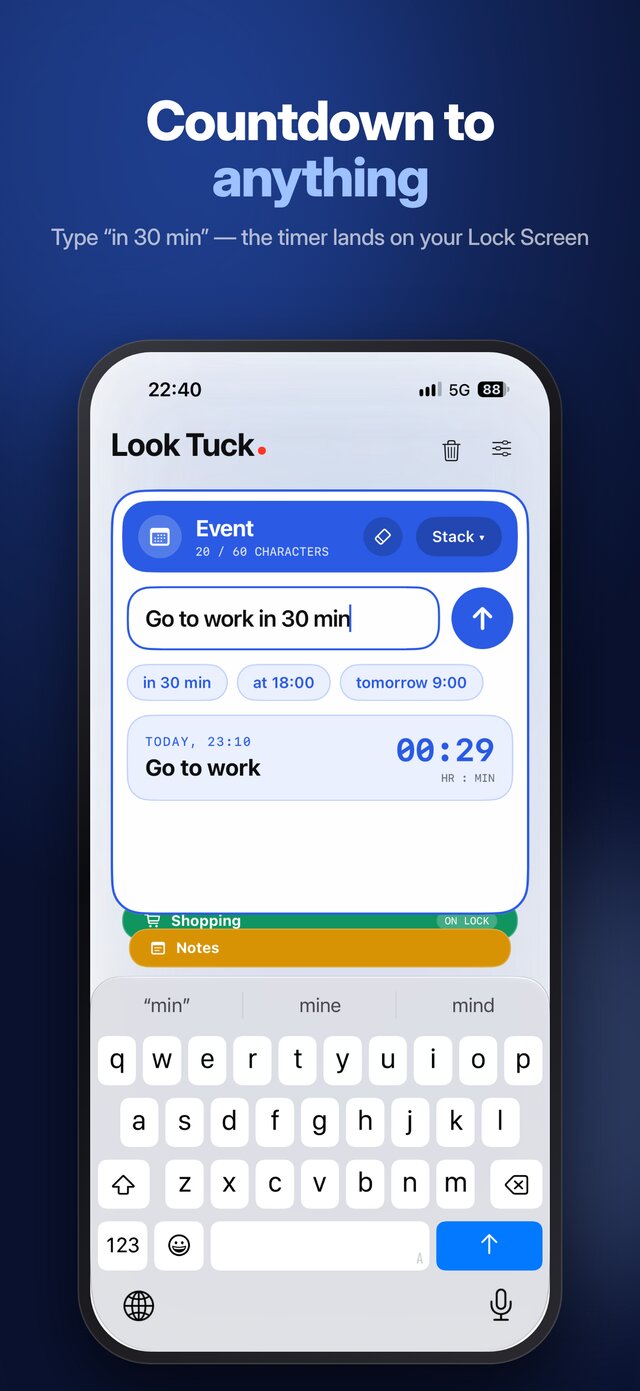 Countdown to
anything
Type “in 30 min” — the timer lands on your Lock Screen
22:40
5G 88
Look Tuck.
Event
20 / 60 CHARACTERS
Stack ▾
Go to work in 30 min
in 30 min
at 18:00
tomorrow 9:00
TODAY, 23:10
Go to work
00:29
HR : MIN
Shopping
ON LOCK
Notes
“min” mine mind
q w e r t y u i o p
a s d f g h j k l
z x c v b n m
123
A